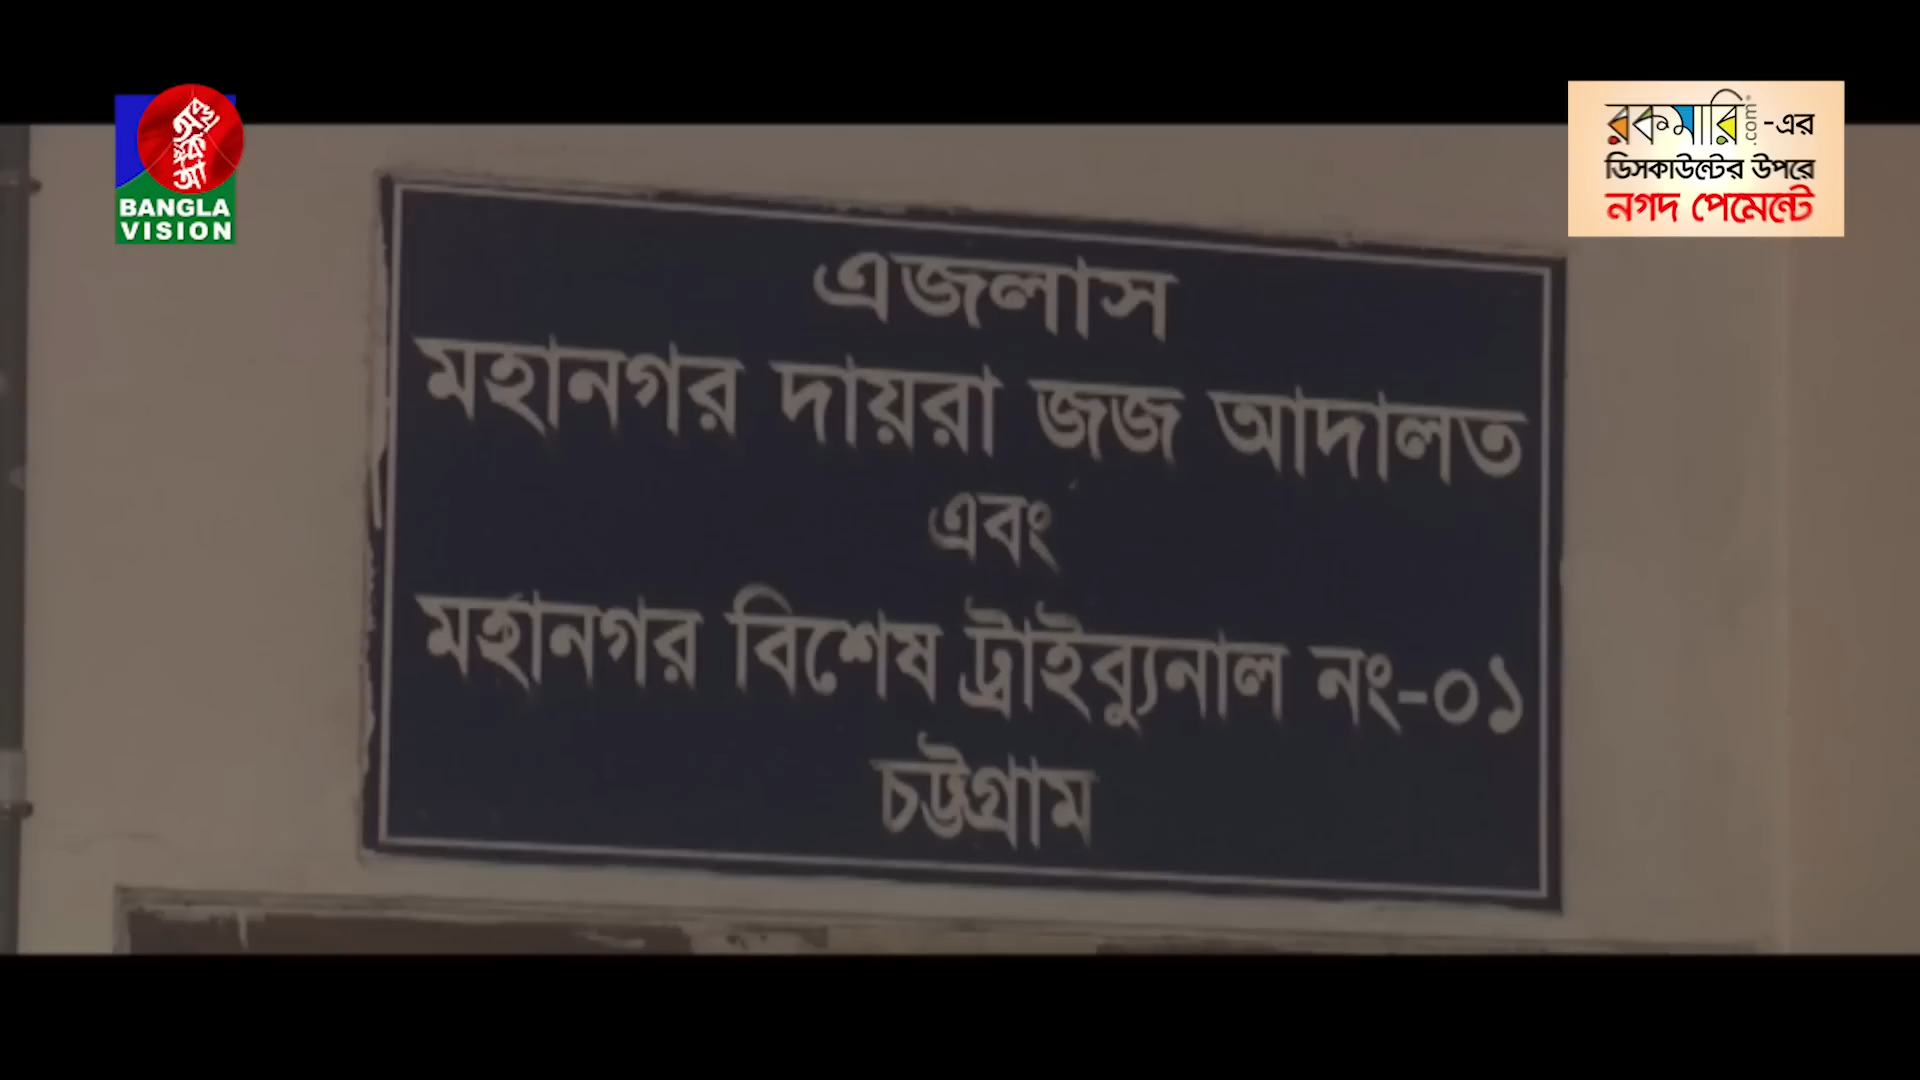 BANGLA
VISION
রকমারি.com-এর
ডিসকাউন্টের উপরে
নগদ পেমেন্টে
এজলাস
মহানগর দায়রা জজ আদালত
এবং
মহানগর বিশেষ ট্রাইব্যুনাল নং-০১
চট্টগ্রাম